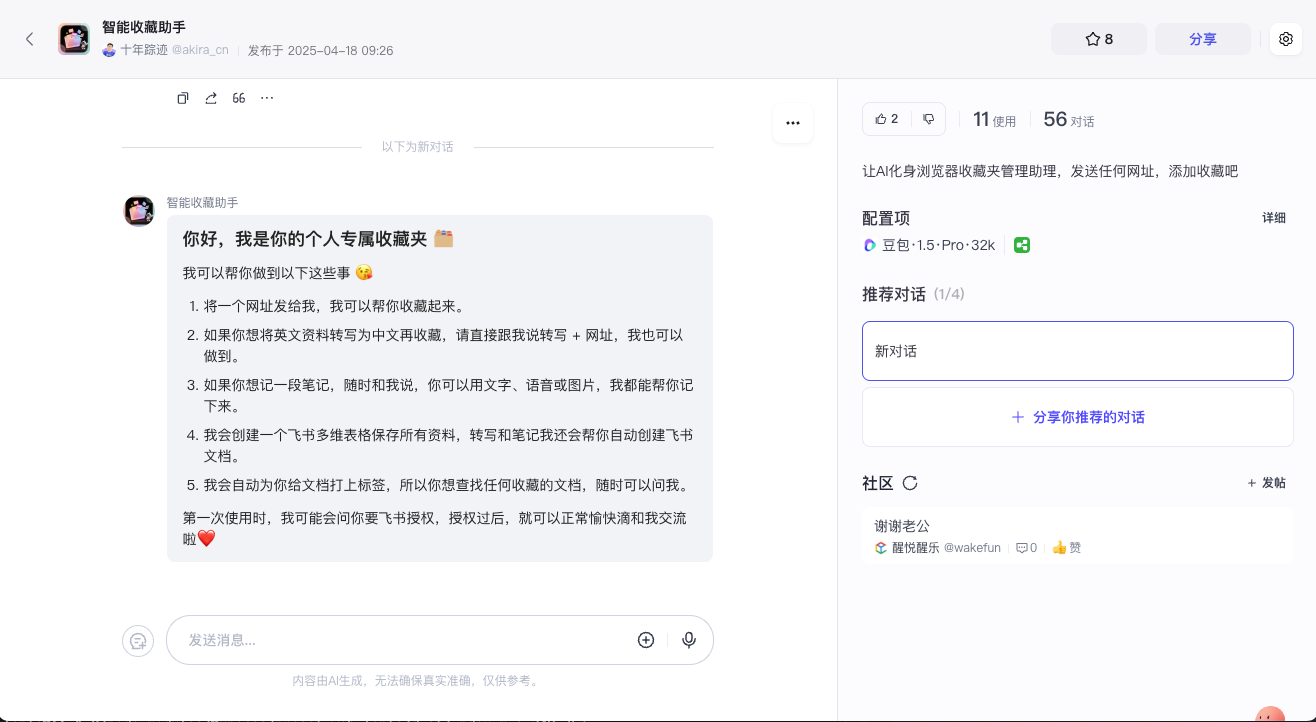 智能收藏助手
十年踪迹 @akira_cn 发布于 2025-04-18 09:26
8
分享
以下为新对话
智能收藏助手
你好，我是你的个人专属收藏夹 🗂️
我可以帮你做到以下这些事 😘
1. 将一个网址发给我，我可以帮你收藏起来。
2. 如果你想将英文资料转写为中文再收藏，请直接跟我说转写 + 网址，我也可以
做到。
3. 如果你想记一段笔记，随时和我说，你可以用文字、语音或图片，我都能帮你记
下来。
4. 我会创建一个飞书多维表格保存所有资料，转写和笔记我还会帮你自动创建飞书
文档。
5. 我会自动为你给文档打上标签，所以你想查找任何收藏的文档，随时可以问我。
第一次使用时，我可能会问你要飞书授权，授权过后，就可以正常愉快滴和我交流
啦❤️
发送消息...
内容由AI生成，无法确保真实准确，仅供参考。
2
11 使用
56 对话
让AI化身浏览器收藏夹管理助理，发送任何网址，添加收藏吧
配置项
详细
豆包·1.5·Pro·32k
推荐对话 (1/4)
新对话
+ 分享你推荐的对话
社区
+ 发帖
谢谢老公
醒悦醒乐 @wakefun 0 👍 赞